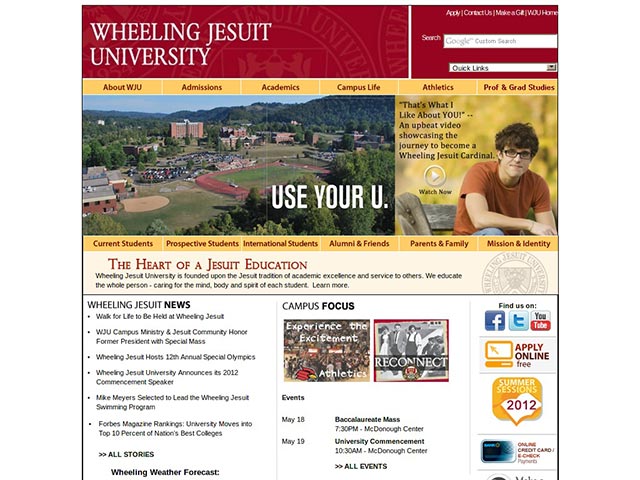 WHEELING JESUIT
UNIVERSITY
Apply | Contact Us | Make a Gift | WJU Home
Search Google Custom Search
Quick Links
About WJU Admissions Academics Campus Life Athletics Prof & Grad Studies
"That's What I
Like About YOU!" --
An upbeat video
showcasing the
journey to become a
Wheeling Jesuit Cardinal.
Watch Now
USE YOUR U.
Current Students Prospective Students International Students Alumni & Friends Parents & Family Mission & Identity
THE HEART OF A JESUIT EDUCATION
Wheeling Jesuit University is founded upon the Jesuit tradition of academic excellence and service to others. We educate
the whole person - caring for the mind, body and spirit of each student. Learn more.
WHEELING JESUIT NEWS
Walk for Life to Be Held at Wheeling Jesuit
WJU Campus Ministry & Jesuit Community Honor
Former President with Special Mass
Wheeling Jesuit Hosts 12th Annual Special Olympics
Wheeling Jesuit University Announces its 2012
Commencement Speaker
Mike Meyers Selected to Lead the Wheeling Jesuit
Swimming Program
Forbes Magazine Rankings: University Moves into
Top 10 Percent of Nation's Best Colleges
>> ALL STORIES
Wheeling Weather Forecast:
CAMPUS FOCUS
Experience the
Excitement
Athletics
RECONNECT
Events
May 18 Baccalaureate Mass
7:30PM - McDonough Center
May 19 University Commencement
10:30AM - McDonough Center
>> ALL EVENTS
Find us on:
You
Tube
APPLY
ONLINE
free
SUMMER
SESSIONS
2012
ONLINE
CREDIT CARD /
E-CHECK
Payments